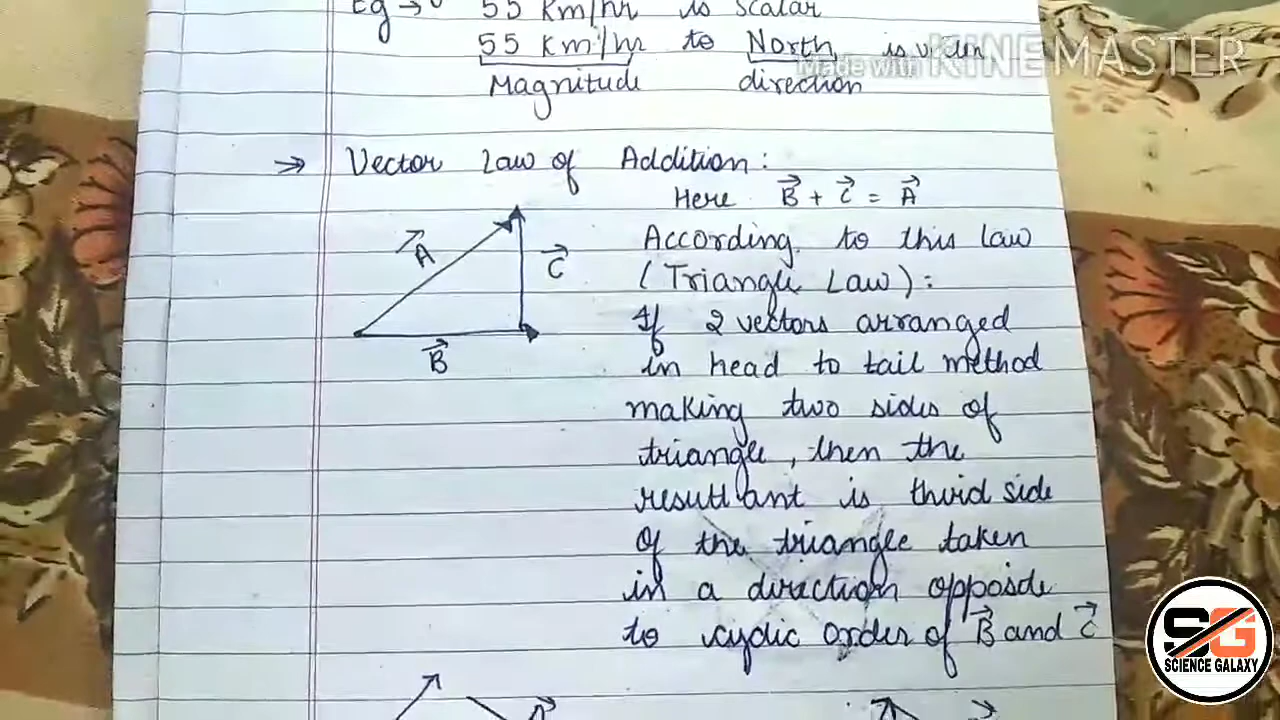 Eg → 55 Km/hr is Scalar
55 Km/hr to North is
Made with KINEMASTER
Magnitude direction
⇒ Vector Law of Addition:
Here B⃗ + C⃗ = A⃗
According to this law
(Triangle Law):
If 2 vectors arranged
in head to tail method
making two sides of
triangle, then the
resultant is third side
of the triangle taken
in a direction opposide
to cyclic order of B⃗ and C⃗
A⃗
C⃗
B⃗
SG
SCIENCE GALAXY